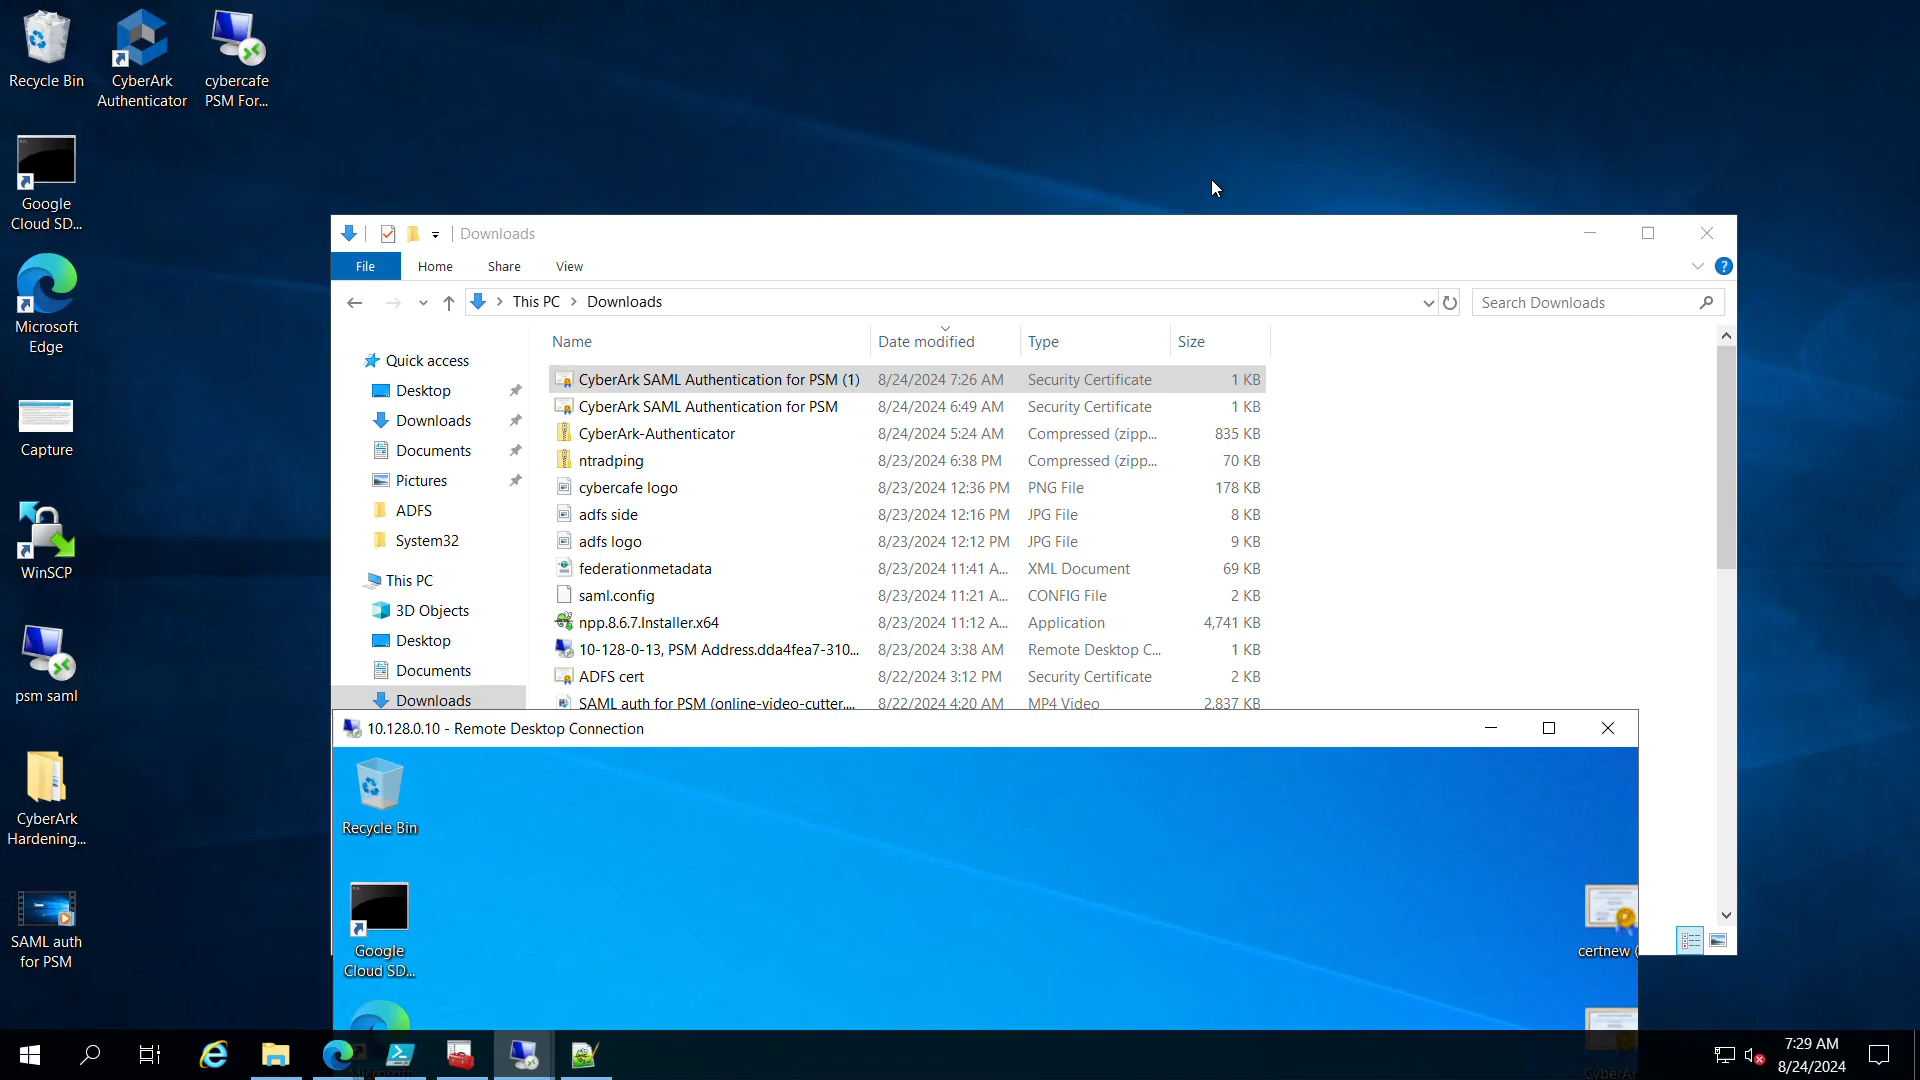 Recycle Bin
CyberArk
Authenticator
cybercafe
PSM For...
Google
Cloud SD...
Microsoft
Edge
Capture
WinSCP
psm saml
CyberArk
Hardening...
SAML auth
for PSM
Downloads
File
Home
Share
View
This PC
Downloads
Search Downloads
Quick access
Desktop
Downloads
Documents
Pictures
ADFS
System32
This PC
3D Objects
Desktop
Documents
Downloads
Name Date modified Type Size
CyberArk SAML Authentication for PSM (1) 8/24/2024 7:26 AM Security Certificate 1 KB
CyberArk SAML Authentication for PSM 8/24/2024 6:49 AM Security Certificate 1 KB
CyberArk-Authenticator 8/24/2024 5:24 AM Compressed (zipp... 835 KB
ntradping 8/23/2024 6:38 PM Compressed (zipp... 70 KB
cybercafe logo 8/23/2024 12:36 PM PNG File 178 KB
adfs side 8/23/2024 12:16 PM JPG File 8 KB
adfs logo 8/23/2024 12:12 PM JPG File 9 KB
federationmetadata 8/23/2024 11:41 A... XML Document 69 KB
saml.config 8/23/2024 11:21 A... CONFIG File 2 KB
npp.8.6.7.Installer.x64 8/23/2024 11:12 A... Application 4,741 KB
10-128-0-13, PSM Address.dda4fea7-310... 8/23/2024 3:38 AM Remote Desktop C... 1 KB
ADFS cert 8/22/2024 3:12 PM Security Certificate 2 KB
SAML auth for PSM (online-video-cutter.... 8/22/2024 4:20 AM MP4 Video 2,837 KB
10.128.0.10 - Remote Desktop Connection
Recycle Bin
Google
Cloud SD...
certnew (
Microsoft
CyberAr
7:29 AM
8/24/2024